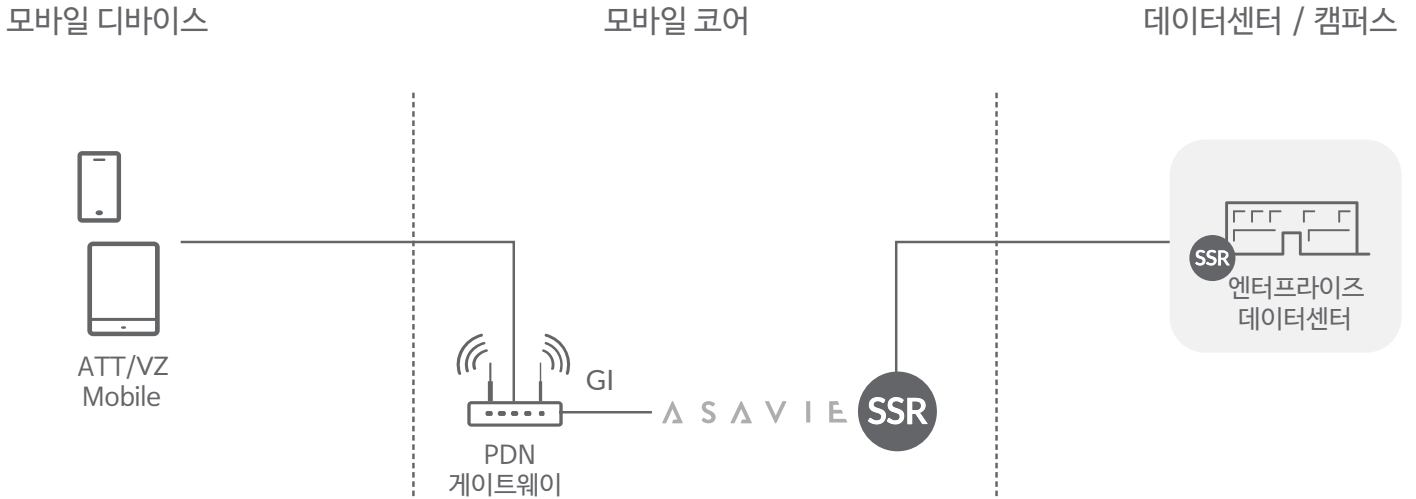 모바일 디바이스
모바일 코어
데이터센터 / 캠퍼스
ATT/VZ
Mobile
GI
ASAVIE
SSR
PDN
게이트웨이
SSR
엔터프라이즈
데이터센터